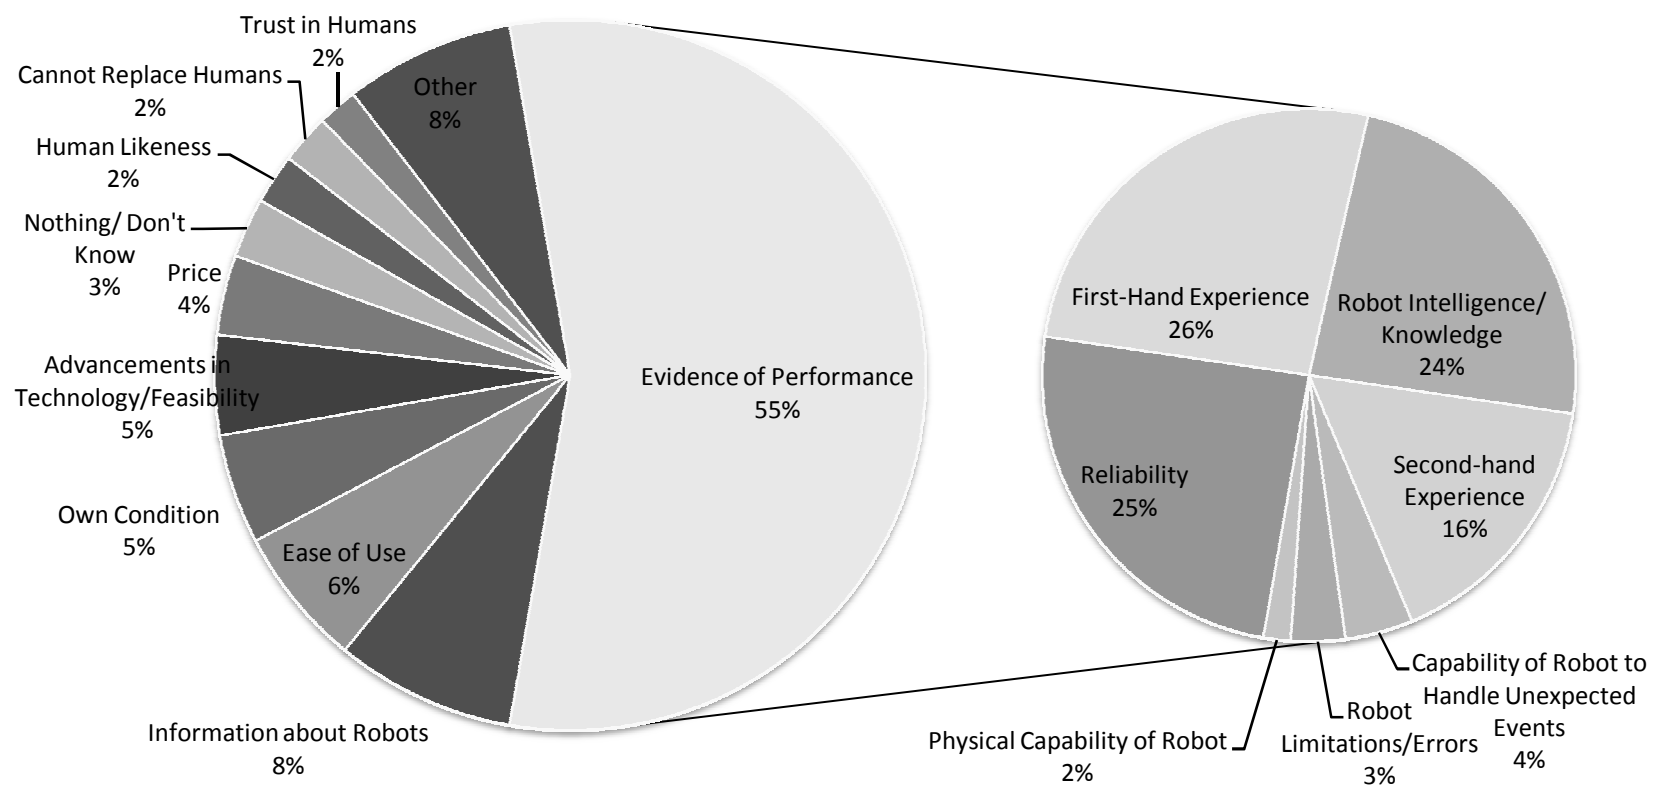 Trust in Humans
2%
Cannot Replace Humans
2%
Human Likeness
2%
Nothing/ Don't
Know
3%
Price
4%
Advancements in
Technology/Feasibility
5%
Own Condition
5%
Ease of Use
6%
Information about Robots
8%
Other
8%
Evidence of Performance
55%
First-Hand Experience
26%
Robot Intelligence/
Knowledge
24%
Second-hand
Experience
16%
Reliability
25%
Capability of Robot to
Handle Unexpected
Events
4%
Robot
Limitations/Errors
3%
Physical Capability of Robot
2%